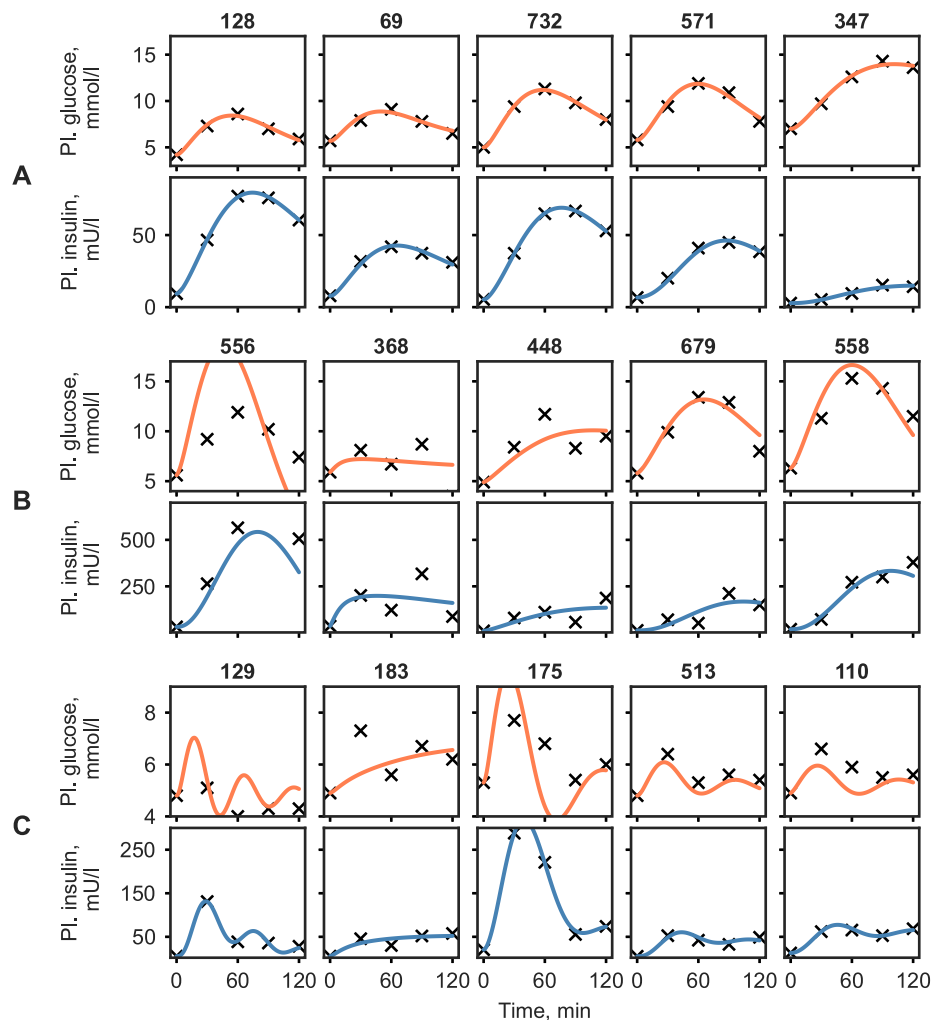 128 69 732 571 347
Pl. glucose,
mmol/l
15
10
5
A
Pl. insulin,
mU/l
50
0
556 368 448 679 558
Pl. glucose,
mmol/l
15
10
5
B
Pl. insulin,
mU/l
500
250
129 183 175 513 110
Pl. glucose,
mmol/l
8
6
4
C
Pl. insulin,
mU/l
250
150
50
0 60 120 0 60 120 0 60 120 0 60 120 0 60 120
Time, min